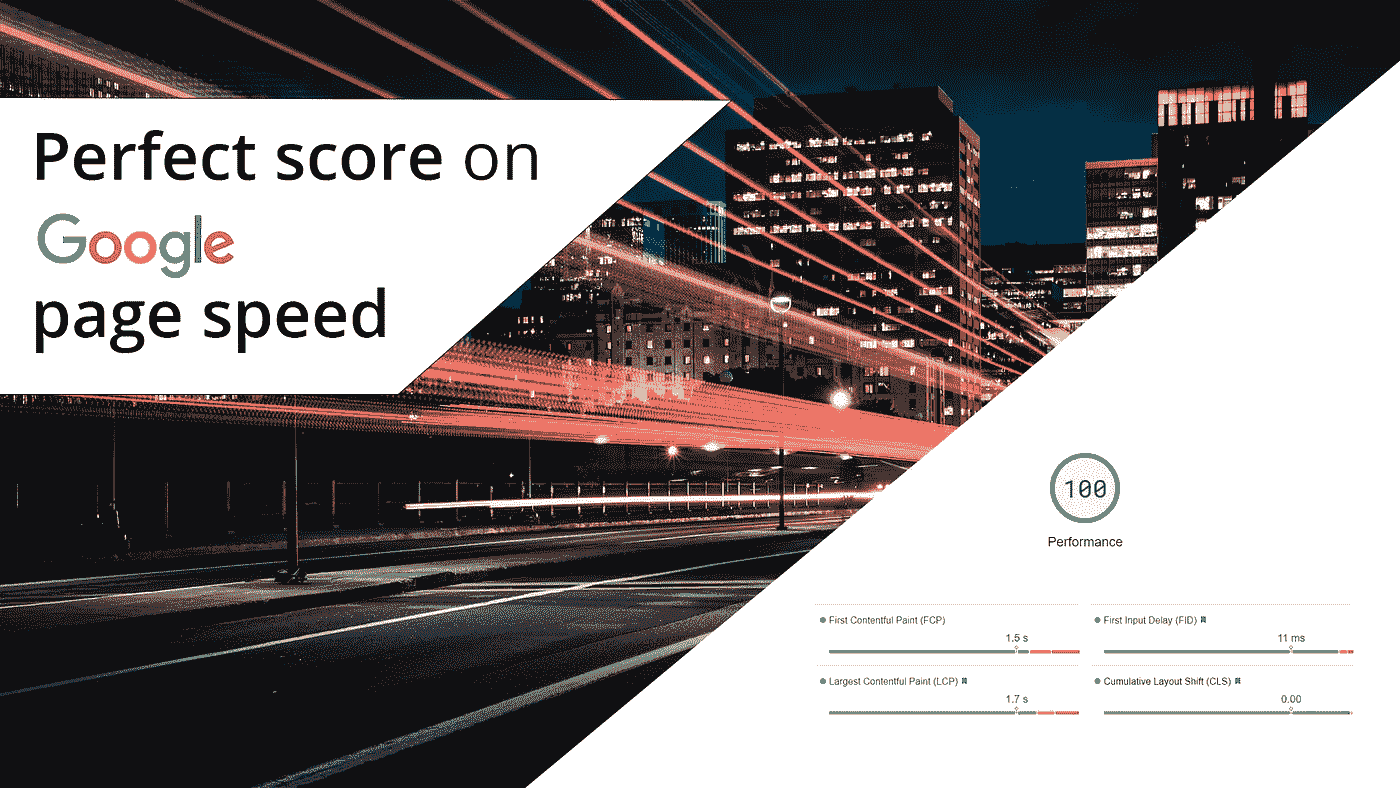 Perfect score on
Google
page speed
100
Performance
First Contentful Paint (FCP)
1.5 s
First Input Delay (FID)
11 ms
Largest Contentful Paint (LCP)
1.7 s
Cumulative Layout Shift (CLS)
0.00